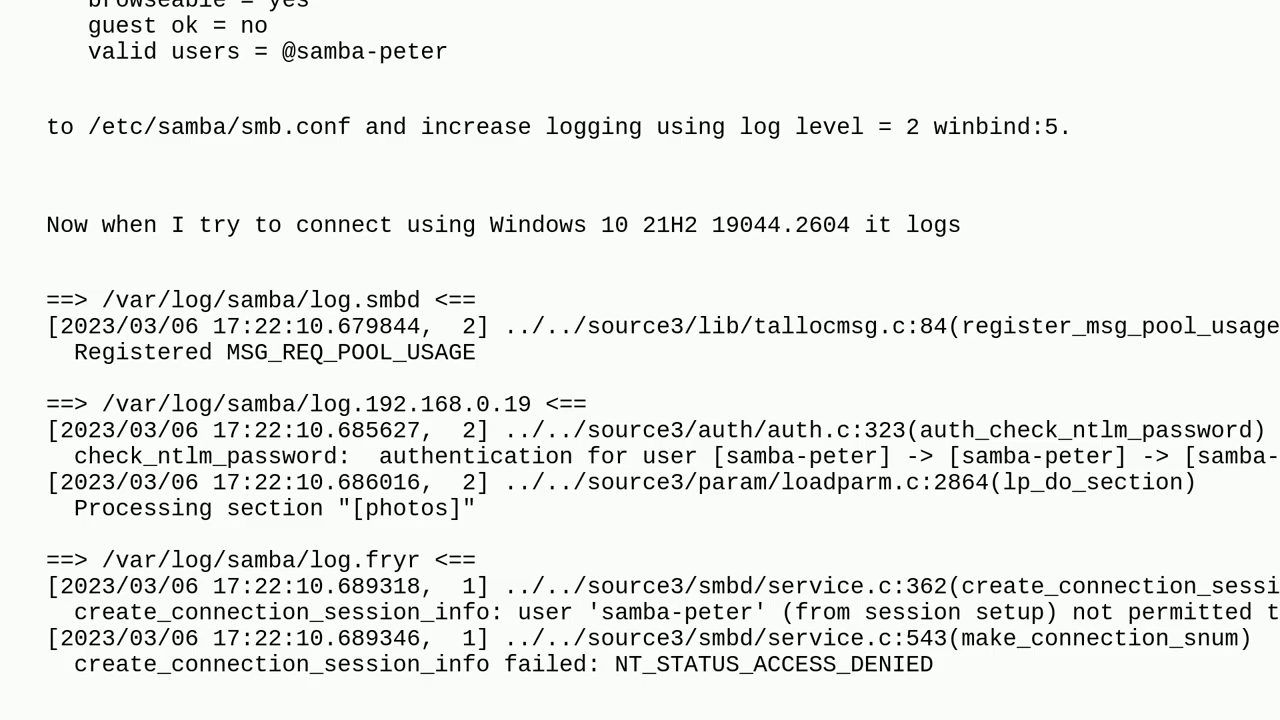 browseable = yes
guest ok = no
valid users = @samba-peter
to /etc/samba/smb.conf and increase logging using log level = 2 winbind:5.
Now when I try to connect using Windows 10 21H2 19044.2604 it logs
==> /var/log/samba/log.smbd <==
[2023/03/06 17:22:10.679844,  2] ../../source3/lib/tallocmsg.c:84(register_msg_pool_usage
Registered MSG_REQ_POOL_USAGE
==> /var/log/samba/log.192.168.0.19 <==
[2023/03/06 17:22:10.685627,  2] ../../source3/auth/auth.c:323(auth_check_ntlm_password)
check_ntlm_password:  authentication for user [samba-peter] -> [samba-peter] -> [samba-
[2023/03/06 17:22:10.686016,  2] ../../source3/param/loadparm.c:2864(lp_do_section)
Processing section "[photos]"
==> /var/log/samba/log.fryr <==
[2023/03/06 17:22:10.689318,  1] ../../source3/smbd/service.c:362(create_connection_sessi
create_connection_session_info: user 'samba-peter' (from session setup) not permitted t
[2023/03/06 17:22:10.689346,  1] ../../source3/smbd/service.c:543(make_connection_snum)
create_connection_session_info failed: NT_STATUS_ACCESS_DENIED